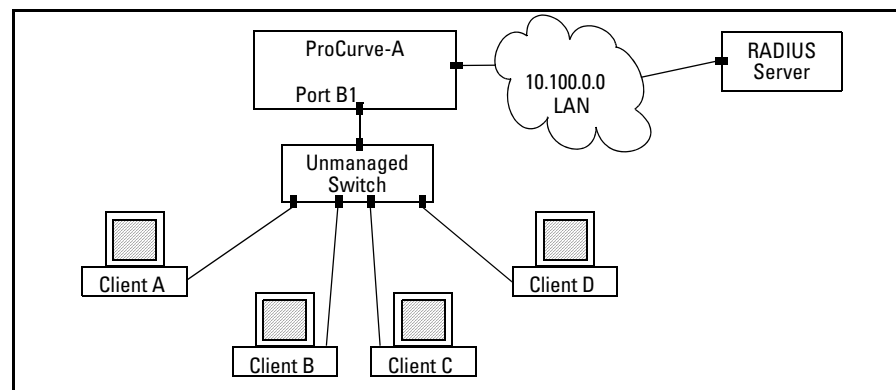 ProCurve-A
Port B1
10.100.0.0
LAN
RADIUS
Server
Unmanaged
Switch
Client A
Client B
Client C
Client D